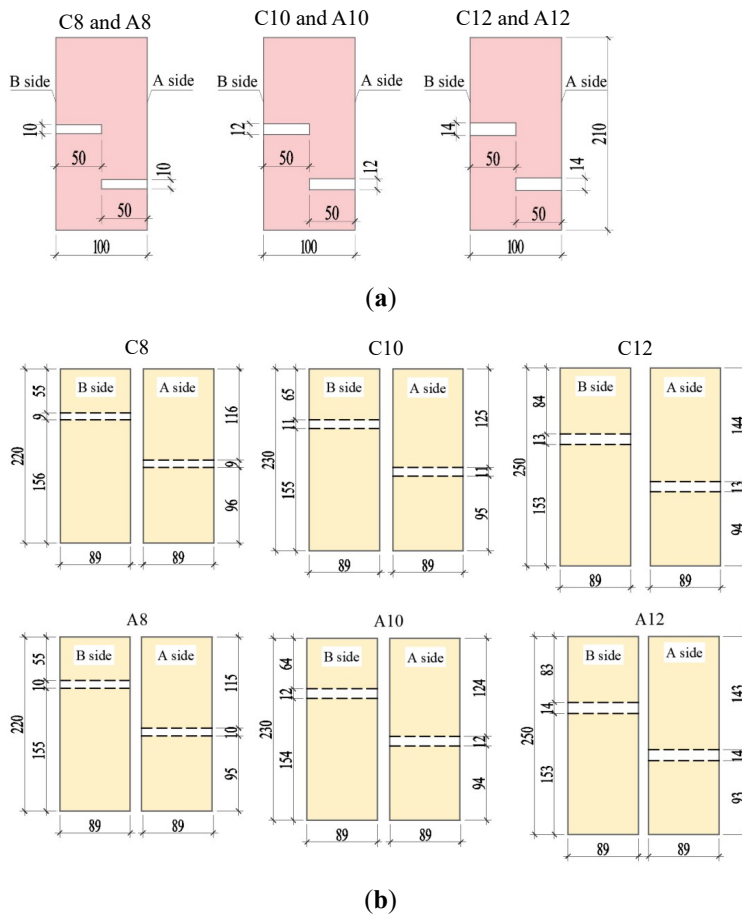 C8 and A8
C10 and A10
C12 and A12
B side
A side
B side
A side
B side
A side
10
50
10
50
100
12
50
12
50
100
14
50
14
50
100
210
(a)
C8
C10
C12
B side
A side
55
9
156
220
116
9
96
89
89
B side
A side
65
11
155
230
125
11
95
89
89
B side
A side
84
13
153
250
144
13
94
89
89
A8
A10
A12
B side
A side
55
10
155
220
115
10
95
89
89
B side
A side
64
12
154
230
124
12
94
89
89
B side
A side
83
14
153
250
143
14
93
89
89
(b)